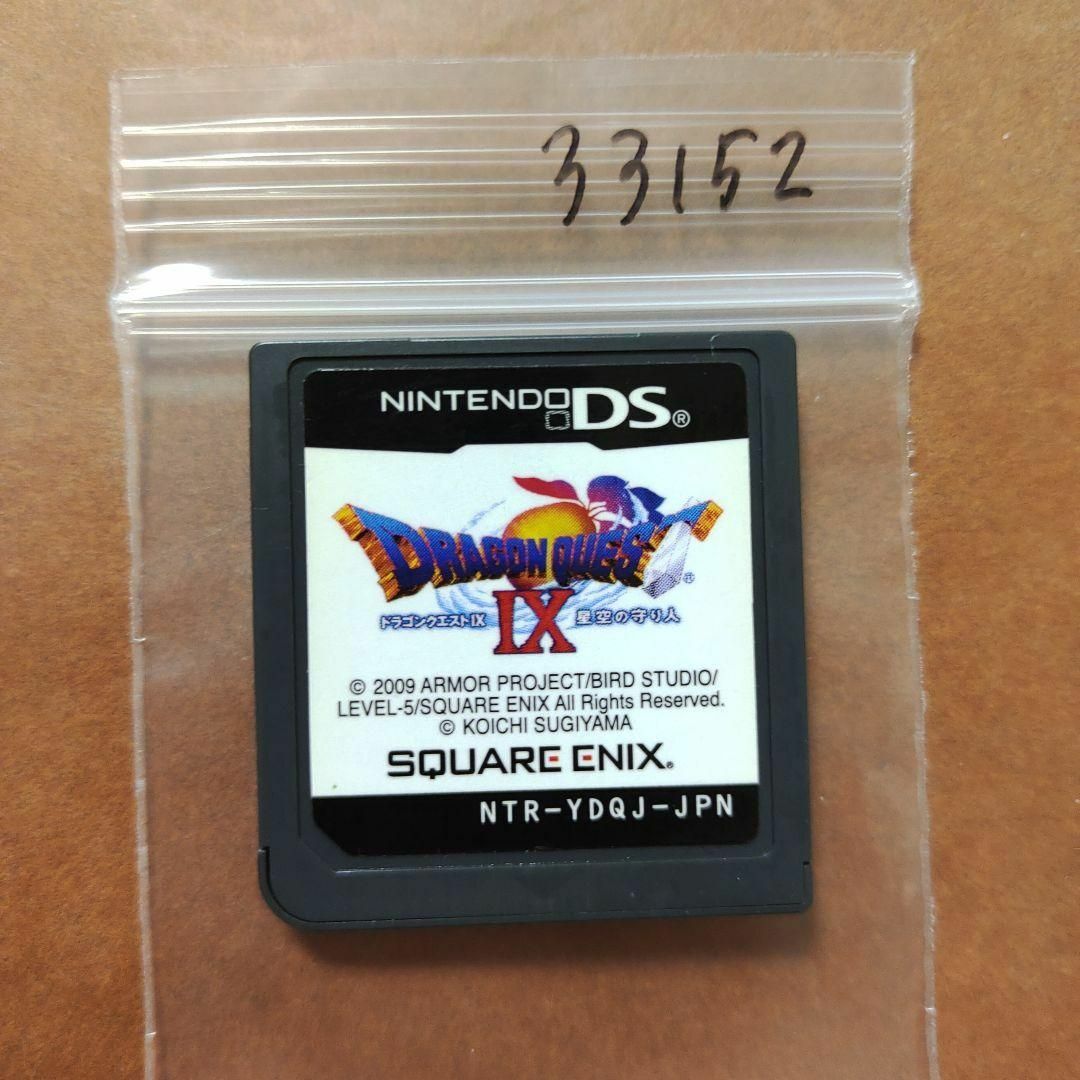 33152
NINTENDO DS®
DRAGON QUEST®
ドラゴンクエストIX IX 星空の守り人
© 2009 ARMOR PROJECT/BIRD STUDIO/
LEVEL-5/SQUARE ENIX All Rights Reserved.
© KOICHI SUGIYAMA
SQUARE ENIX®
NTR-YDQJ-JPN